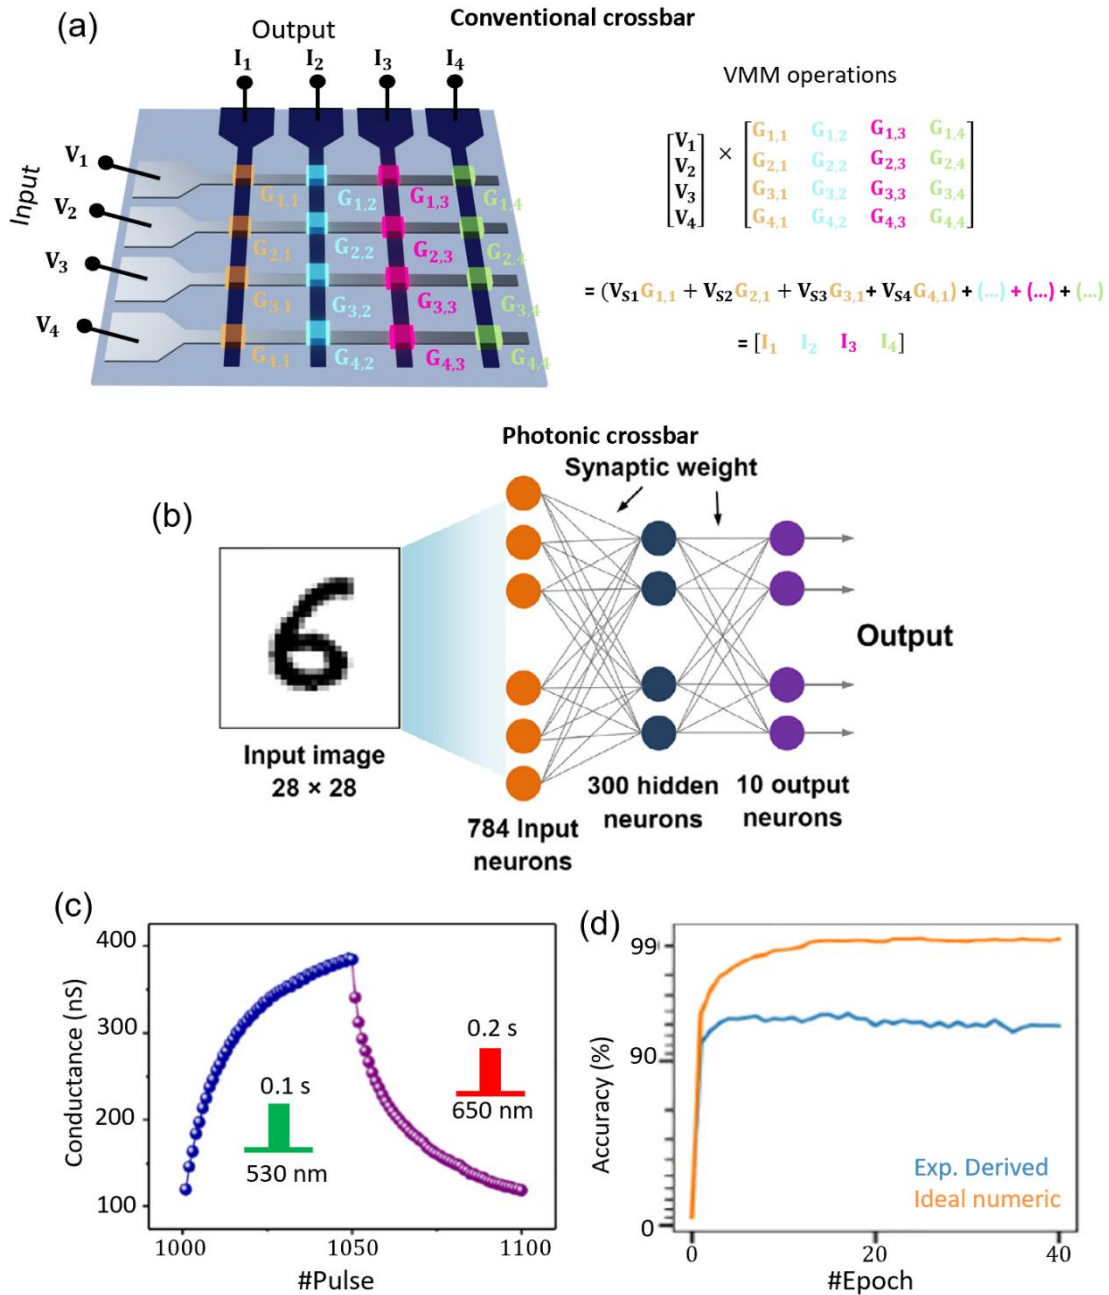 (a)
Conventional crossbar
Output
I1 I2 I3 I4
Input
V1
V2
V3
V4
G1,1 G1,2 G1,3 G1,4
G2,1 G2,2 G2,3 G2,4
G3,1 G3,2 G3,3 G3,4
G4,1 G4,2 G4,3 G4,4
VMM operations
[V1 V2 V3 V4] × [G1,1 G1,2 G1,3 G1,4
G2,1 G2,2 G2,3 G2,4
G3,1 G3,2 G3,3 G3,4
G4,1 G4,2 G4,3 G4,4]
= (VS1G1,1 + VS2G2,1 + VS3G3,1 + VS4G4,1) + (...) + (...) + (...)
= [I1 I2 I3 I4]
Photonic crossbar
(b)
Synaptic weight
6
Output
Input image
28 × 28
784 Input
neurons
300 hidden
neurons
10 output
neurons
(c)
Conductance (nS)
400
300
200
100
0.1 s
530 nm
0.2 s
650 nm
1000 1050 1100
#Pulse
(d)
Accuracy (%)
99
90
0
Exp. Derived
Ideal numeric
0 20 40
#Epoch